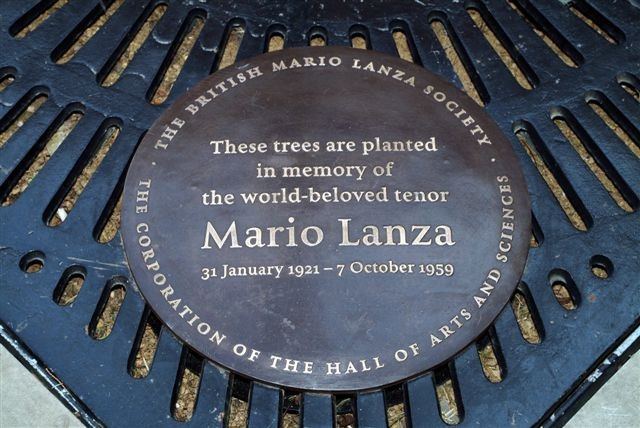 · THE BRITISH MARIO LANZA SOCIETY ·
These trees are planted
in memory of
the world-beloved tenor
Mario Lanza
31 January 1921 – 7 October 1959
THE CORPORATION OF THE HALL OF ARTS AND SCIENCES